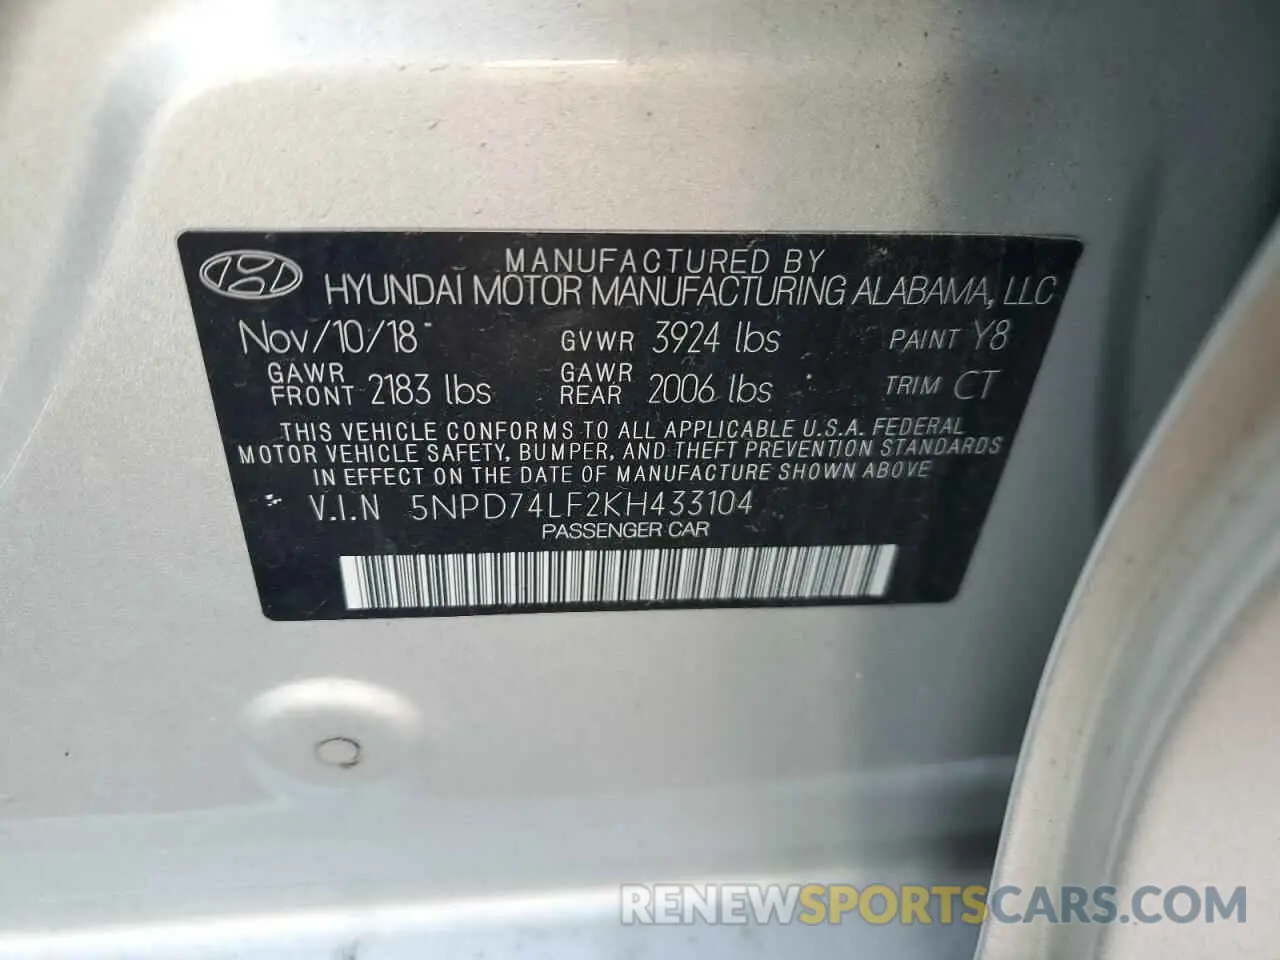 MANUFACTURED BY
HYUNDAI MOTOR MANUFACTURING ALABAMA, LLC
Nov/10/18 GVWR 3924 lbs PAINT Y8
GAWR FRONT 2183 lbs GAWR REAR 2006 lbs TRIM CT
THIS VEHICLE CONFORMS TO ALL APPLICABLE U.S.A. FEDERAL
MOTOR VEHICLE SAFETY, BUMPER, AND THEFT PREVENTION STANDARDS
IN EFFECT ON THE DATE OF MANUFACTURE SHOWN ABOVE
V.I.N 5NPD74LF2KH433104
PASSENGER CAR
RENEWSPORTSCARS.COM